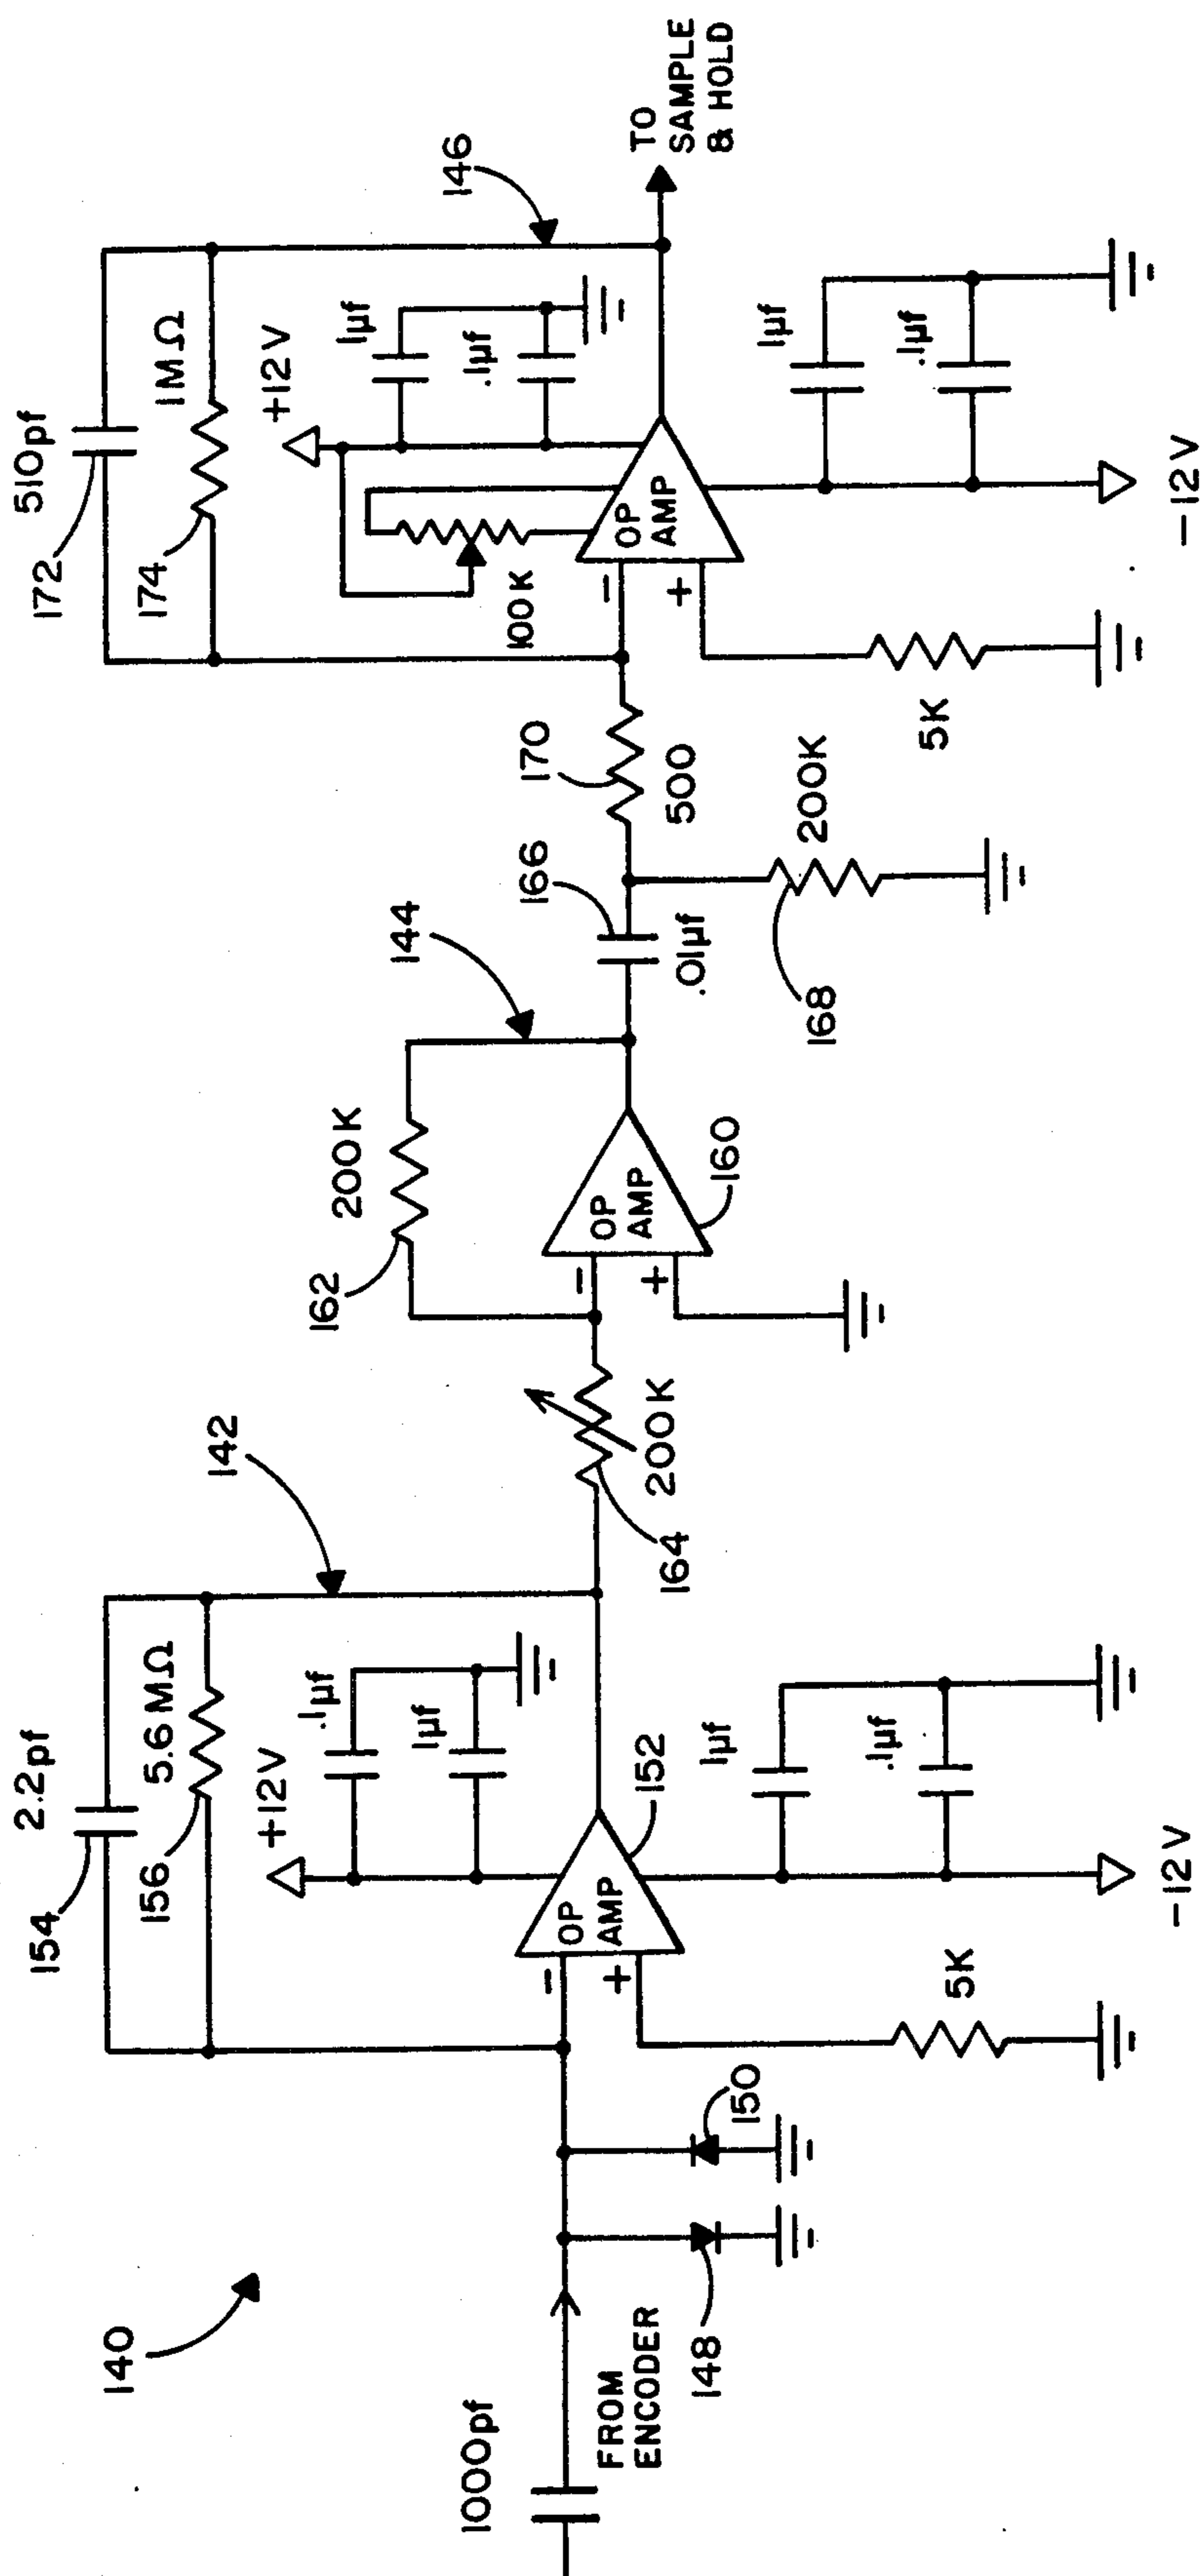 140
1000pf
FROM
ENCODER
148
150
154
2.2pf
156
5.6MΩ
142
+12V
.1µf
1µf
OP
AMP
−
+
152
5K
1µf
.1µf
−12V
164
200K
162
200K
144
−
+
OP
AMP
160
166
.01µf
168
200K
170
500
172
510pf
174
1MΩ
146
+12V
1µf
.1µf
100K
−
+
OP
AMP
5K
1µf
.1µf
−12V
TO
SAMPLE
& HOLD